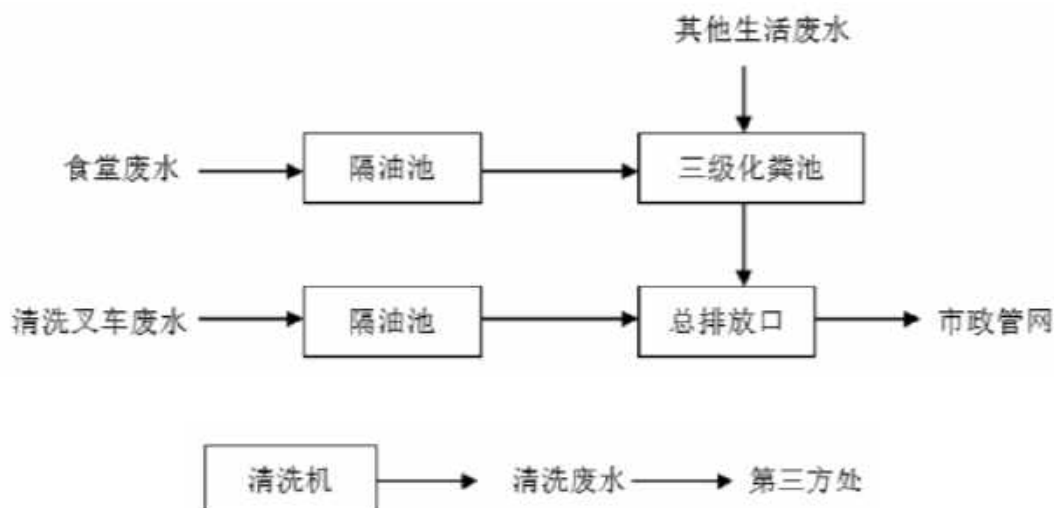 其他生活废水
食堂废水
隔油池
三级化粪池
清洗叉车废水
隔油池
总排放口
市政管网
清洗机
清洗废水
第三方处